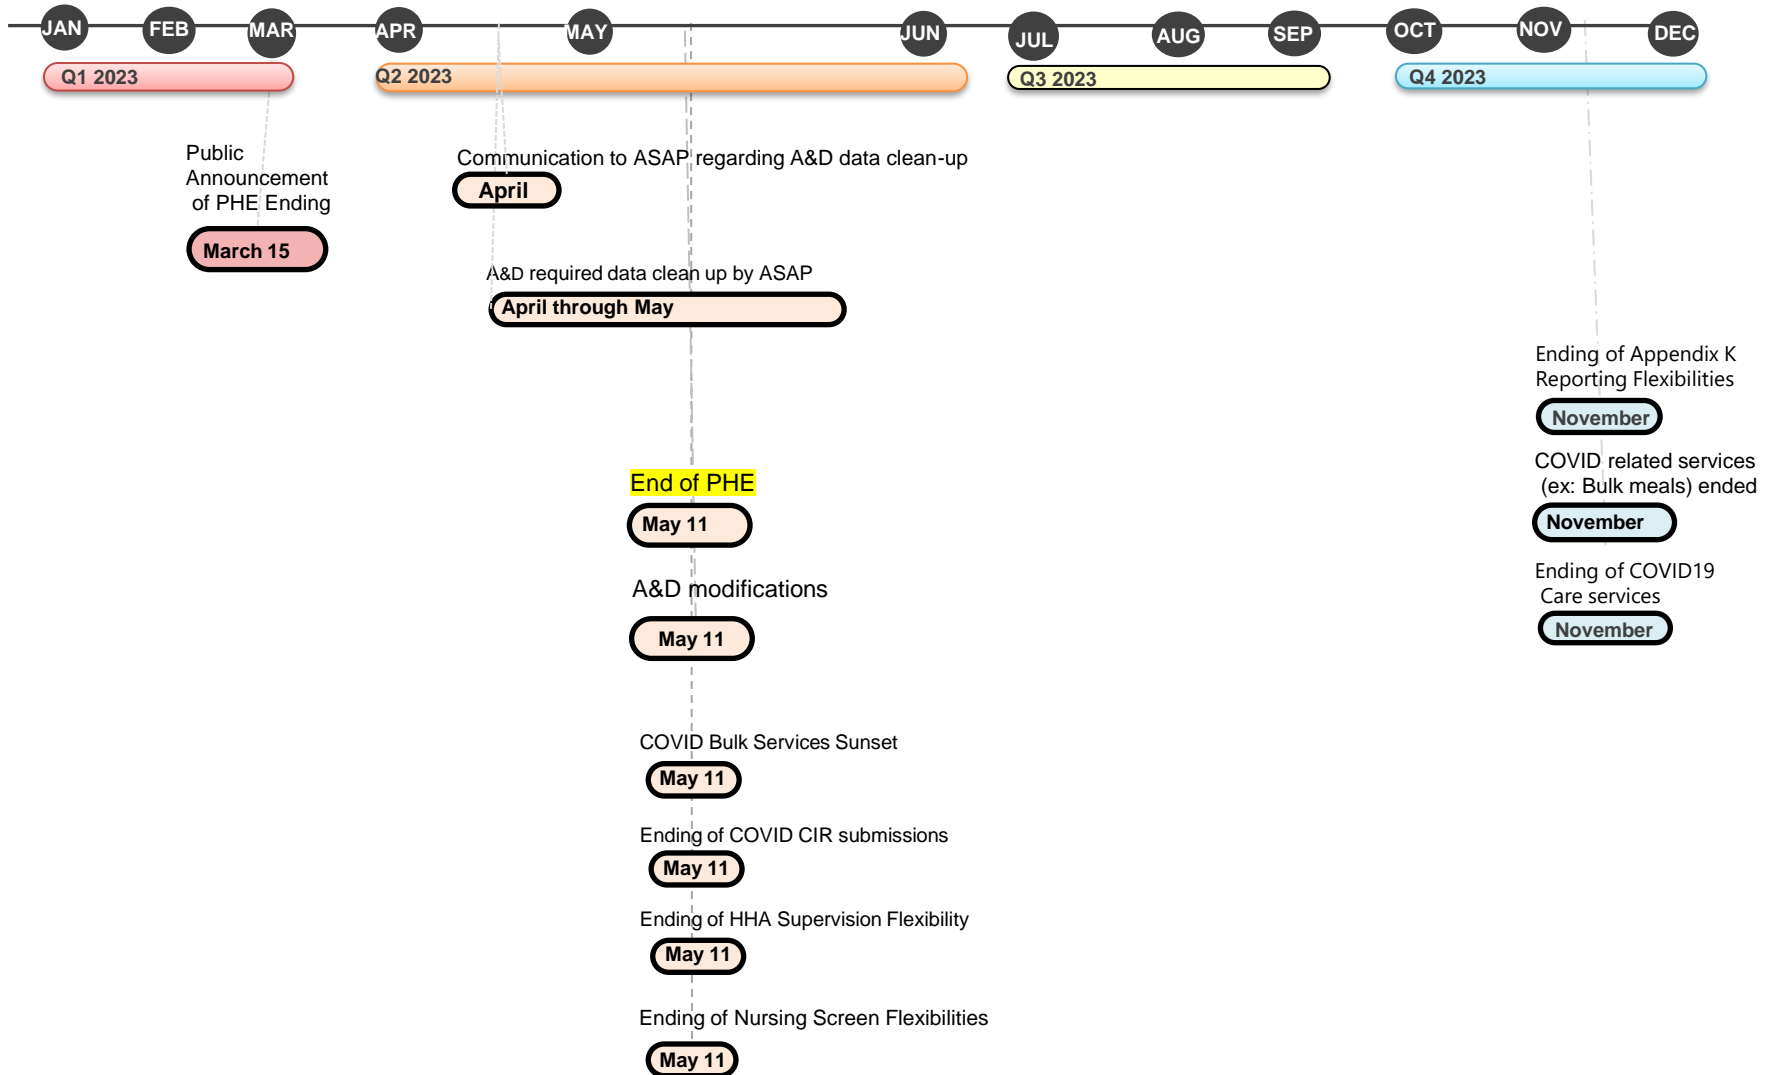 JAN
FEB
MAR
APR
MAY
JUN
JUL
AUG
SEP
OCT
NOV
DEC
Q1 2023
Q2 2023
Q3 2023
Q4 2023
Public
Announcement
of PHE Ending
March 15
Communication to ASAP regarding A&D data clean-up
April
A&D required data clean up by ASAP
April through May
End of PHE
May 11
A&D modifications
May 11
COVID Bulk Services Sunset
May 11
Ending of COVID CIR submissions
May 11
Ending of HHA Supervision Flexibility
May 11
Ending of Nursing Screen Flexibilities
May 11
Ending of Appendix K
Reporting Flexibilities
November
COVID related services
(ex: Bulk meals) ended
November
Ending of COVID19
Care services
November